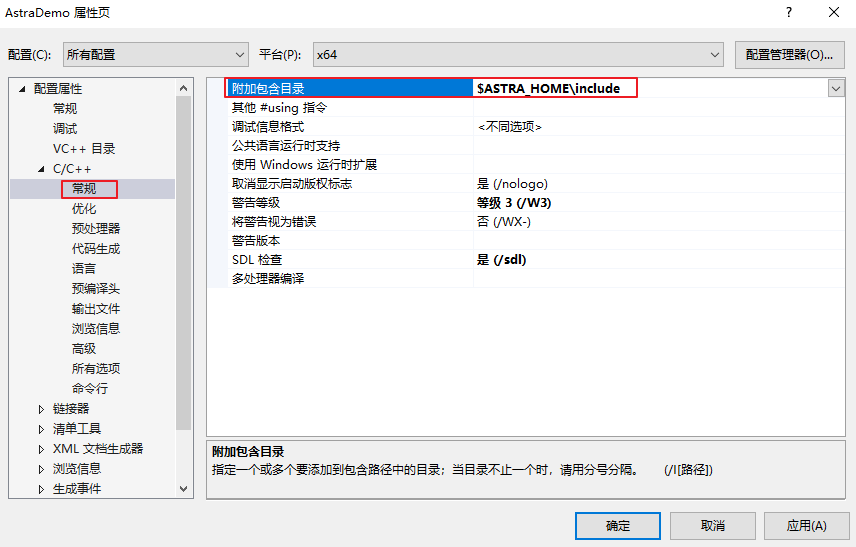 AstraDemo 属性页
配置(C): 所有配置 平台(P): x64 配置管理器(O)...
配置属性
常规
调试
VC++ 目录
C/C++
常规
优化
预处理器
代码生成
语言
预编译头
输出文件
浏览信息
高级
所有选项
命令行
链接器
清单工具
XML 文档生成器
浏览信息
生成事件
附加包含目录 $ASTRA_HOME\include
其他 #using 指令
调试信息格式 <不同选项>
公共语言运行时支持
使用 Windows 运行时扩展
取消显示启动版权标志 是 (/nologo)
警告等级 等级 3 (/W3)
将警告视为错误 否 (/WX-)
警告版本
SDL 检查 是 (/sdl)
多处理器编译
附加包含目录
指定一个或多个要添加到包含路径中的目录；当目录不止一个时，请用分号分隔。 (/I[路径])
确定 取消 应用(A)